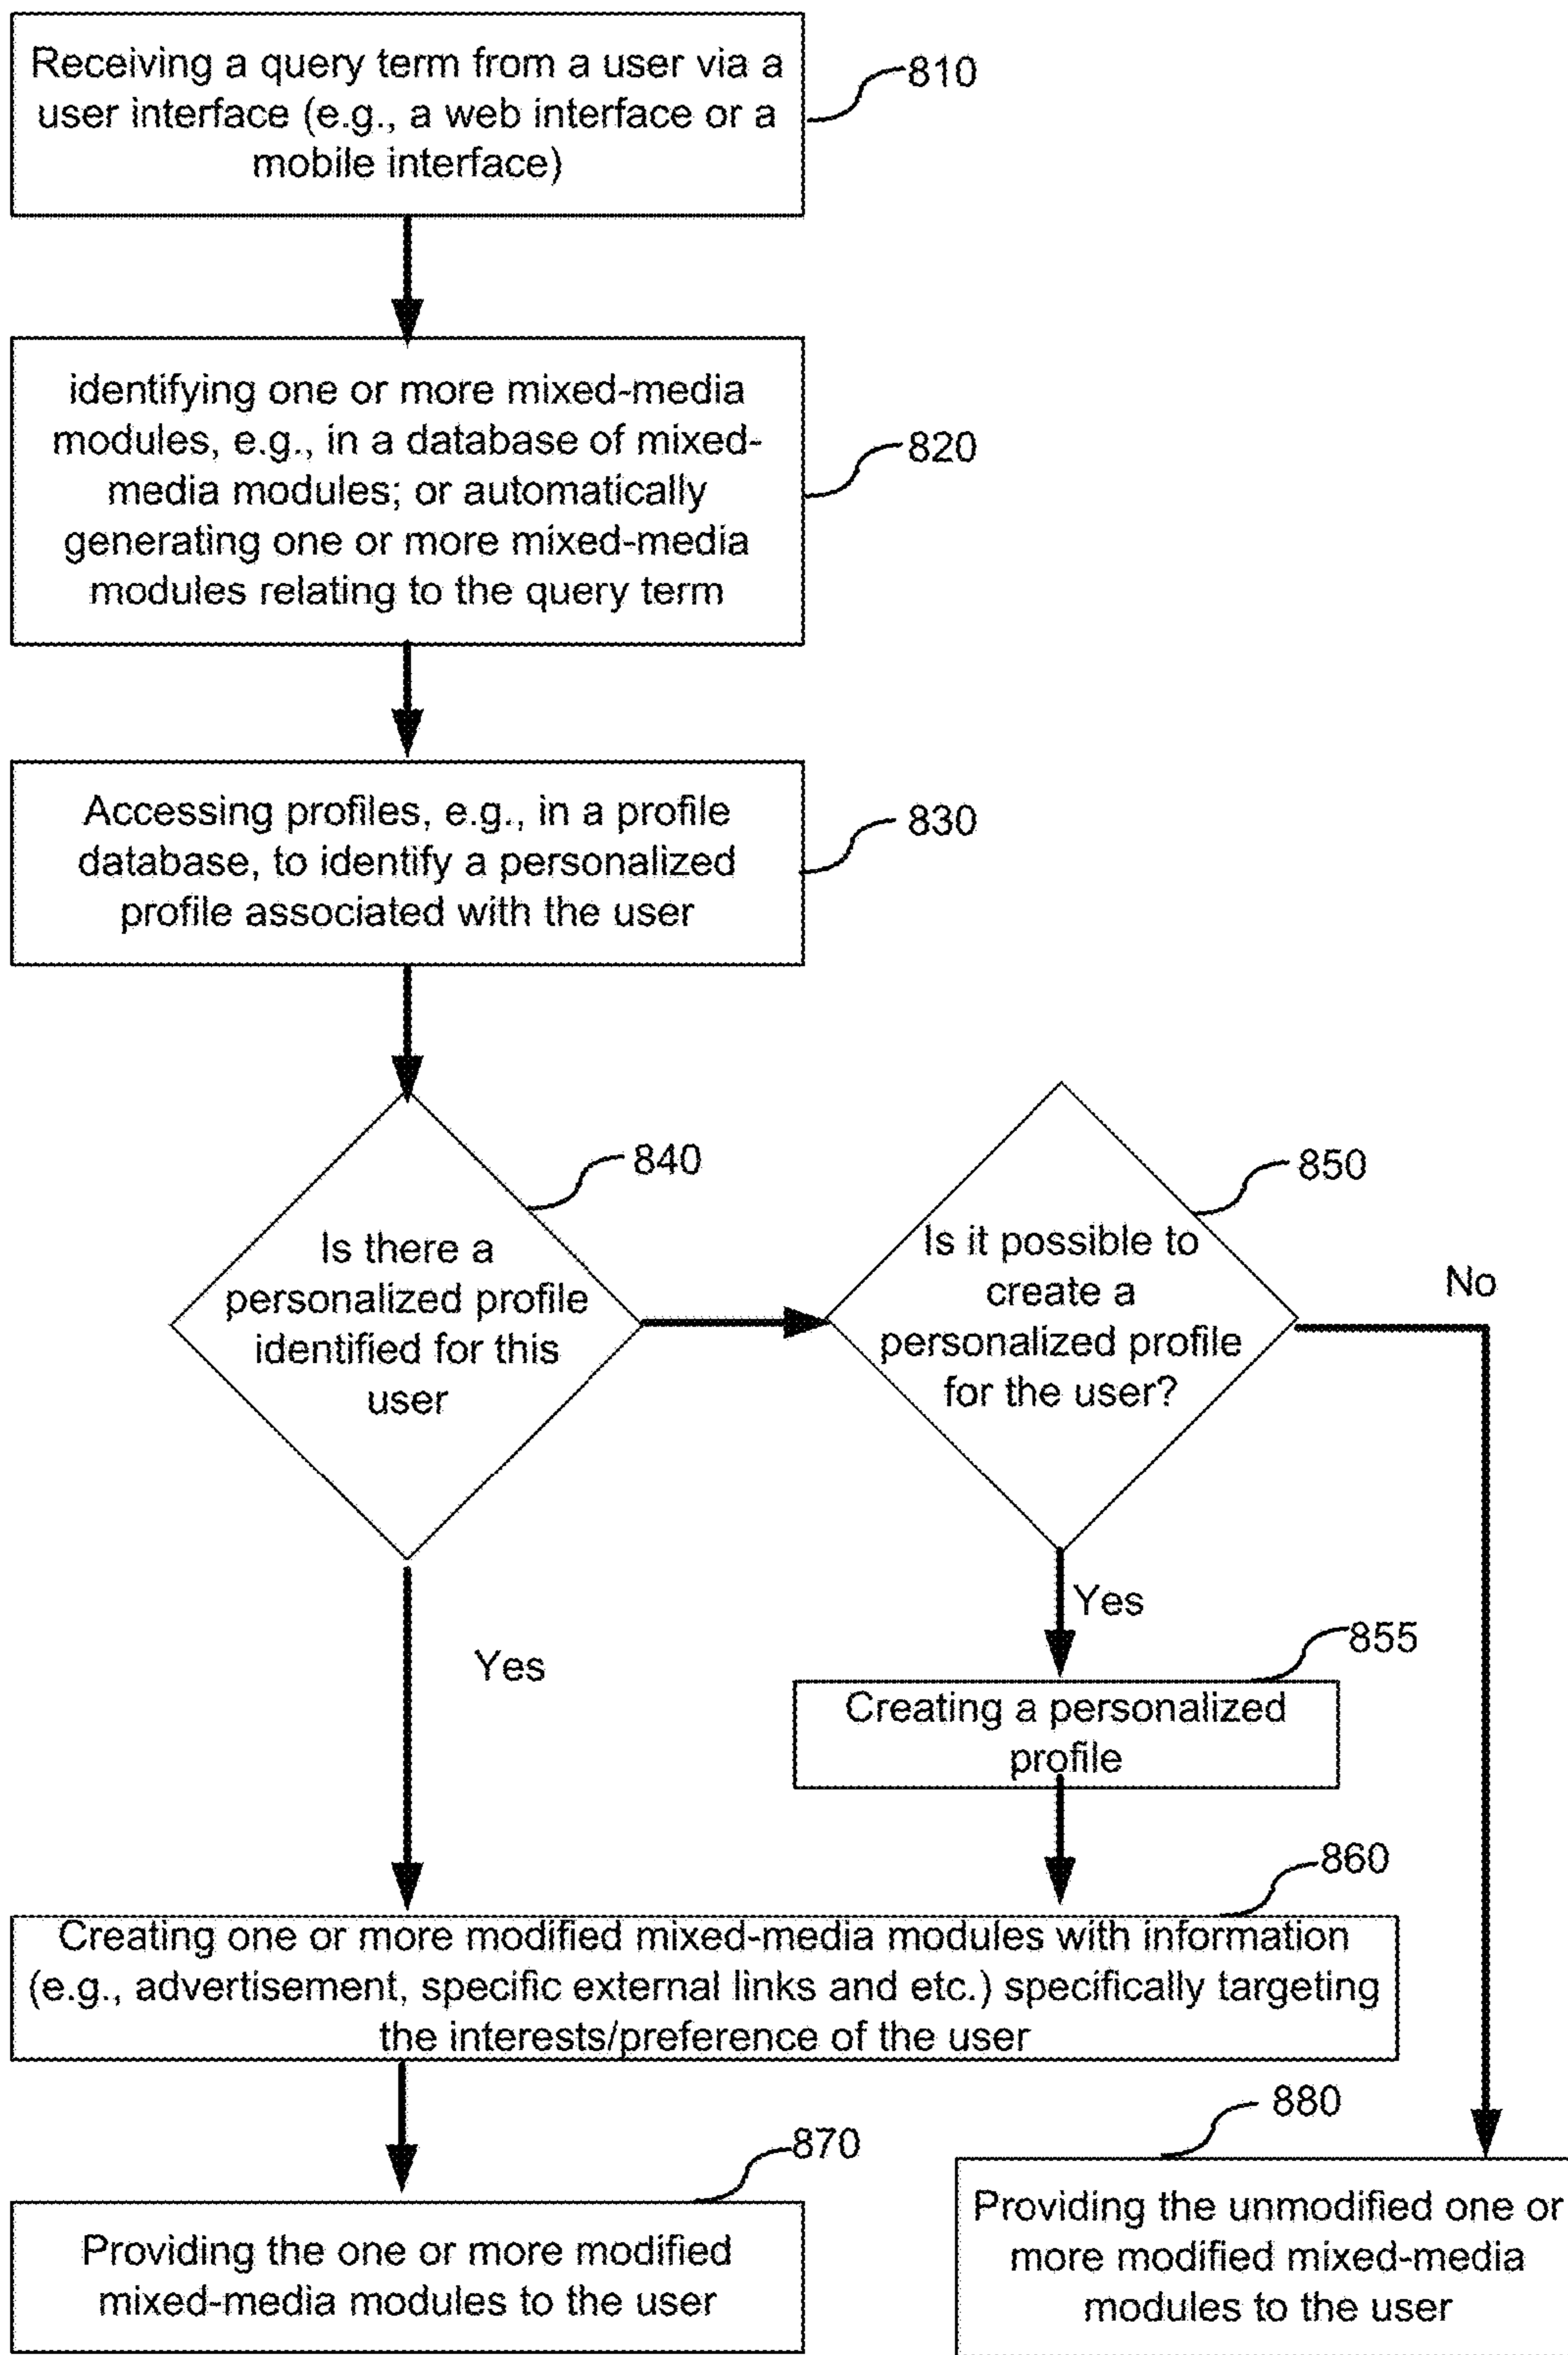 Receiving a query term from a user via a
user interface (e.g., a web interface or a
mobile interface)
810
identifying one or more mixed-media
modules, e.g., in a database of mixed-
media modules; or automatically
generating one or more mixed-media
modules relating to the query term
820
Accessing profiles, e.g., in a profile
database, to identify a personalized
profile associated with the user
830
840
Is there a
personalized profile
identified for this
user
850
Is it possible to
create a
personalized profile
for the user?
No
Yes
Yes
855
Creating a personalized
profile
860
Creating one or more modified mixed-media modules with information
(e.g., advertisement, specific external links and etc.) specifically targeting
the interests/preference of the user
870
Providing the one or more modified
mixed-media modules to the user
880
Providing the unmodified one or
more modified mixed-media
modules to the user